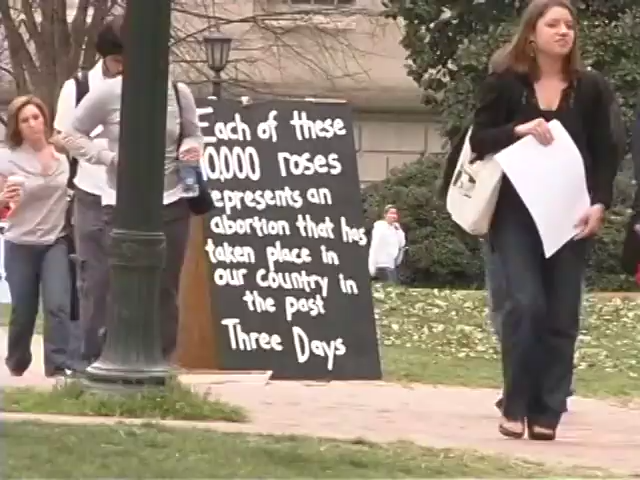 Each of these
10,000 roses
represents an
abortion that has
taken place in
our country in
the past
Three Days